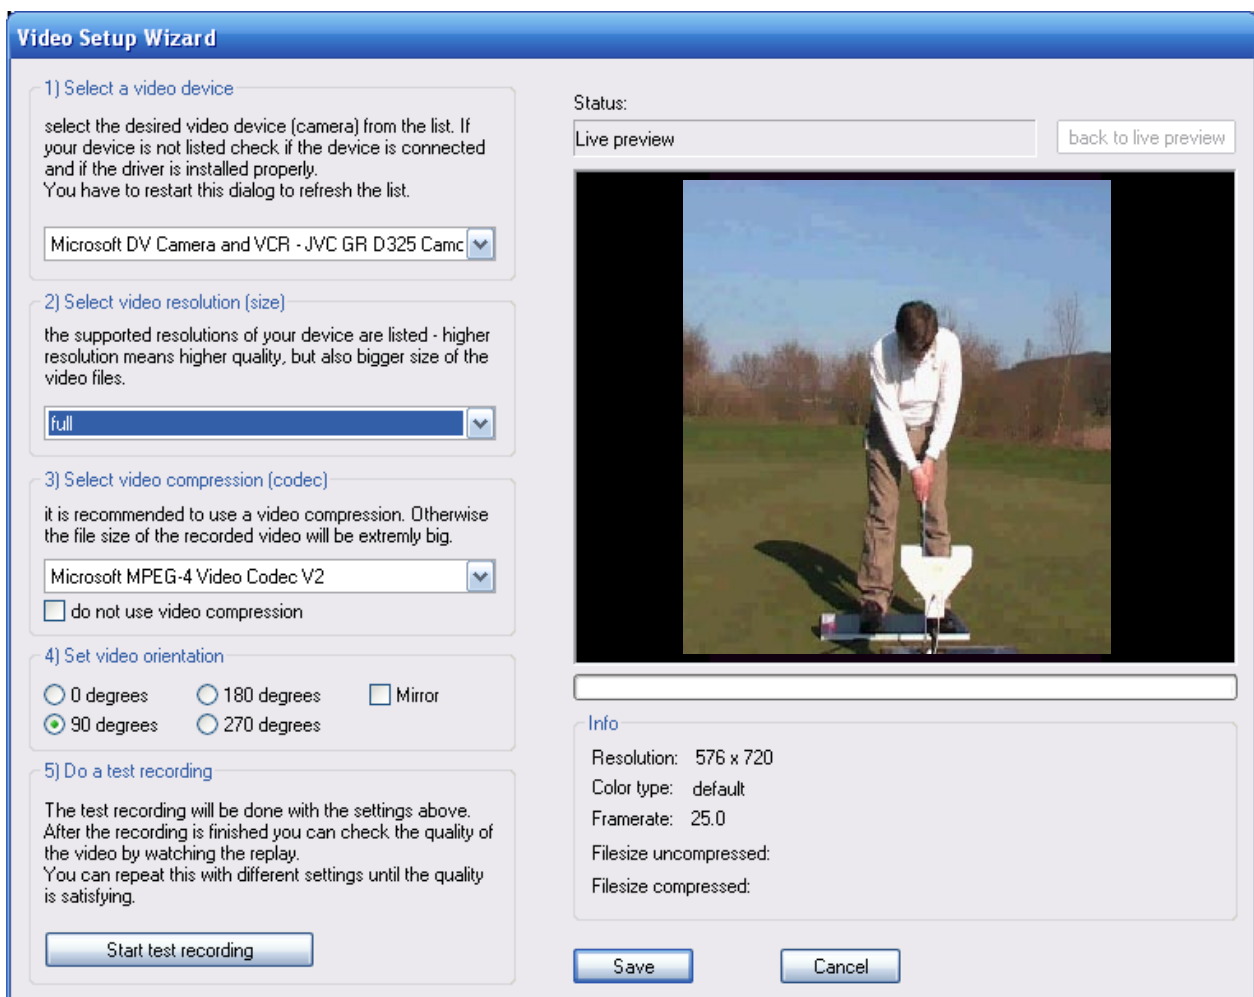 Video Setup Wizard
1) Select a video device
select the desired video device (camera) from the list. If
your device is not listed check if the device is connected
and if the driver is installed properly.
You have to restart this dialog to refresh the list.
Microsoft DV Camera and VCR - JVC GR D325 Camc
2) Select video resolution (size)
the supported resolutions of your device are listed - higher
resolution means higher quality, but also bigger size of the
video files.
full
3) Select video compression (codec)
it is recommended to use a video compression. Otherwise
the file size of the recorded video will be extremly big.
Microsoft MPEG-4 Video Codec V2
do not use video compression
4) Set video orientation
0 degrees 180 degrees Mirror
90 degrees 270 degrees
5) Do a test recording
The test recording will be done with the settings above.
After the recording is finished you can check the quality of
the video by watching the replay.
You can repeat this with different settings until the quality
is satisfying.
Start test recording
Status:
Live preview
back to live preview
Info
Resolution: 576 x 720
Color type: default
Framerate: 25.0
Filesize uncompressed:
Filesize compressed:
Save Cancel